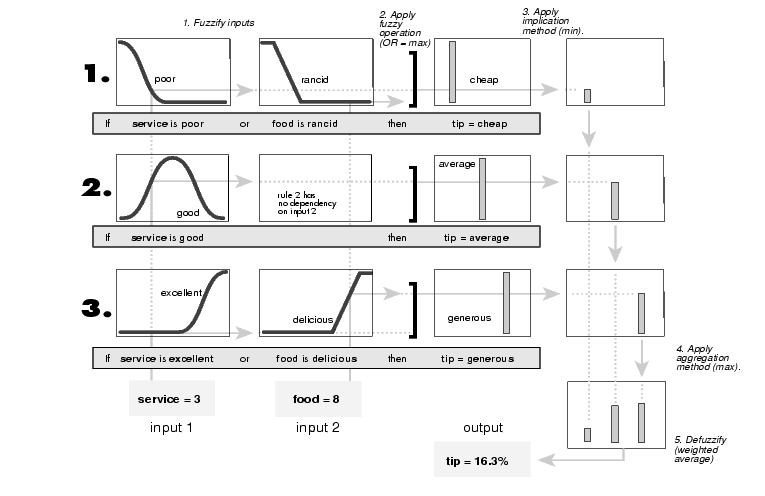 1. Fuzzify inputs
2. Apply
fuzzy
operation
(OR = max)
3. Apply
implication
method (min).
1.
poor
rancid
cheap
If service is poor or food is rancid then tip = cheap
2.
good
rule 2 has
no dependency
on input 2
average
If service is good then tip = average
3.
excellent
delicious
generous
If service is excellent or food is delicious then tip = generous
4. Apply
aggregation
method (max).
service = 3
food = 8
input 1
input 2
output
tip = 16.3%
5. Defuzzify
(weighted
average)